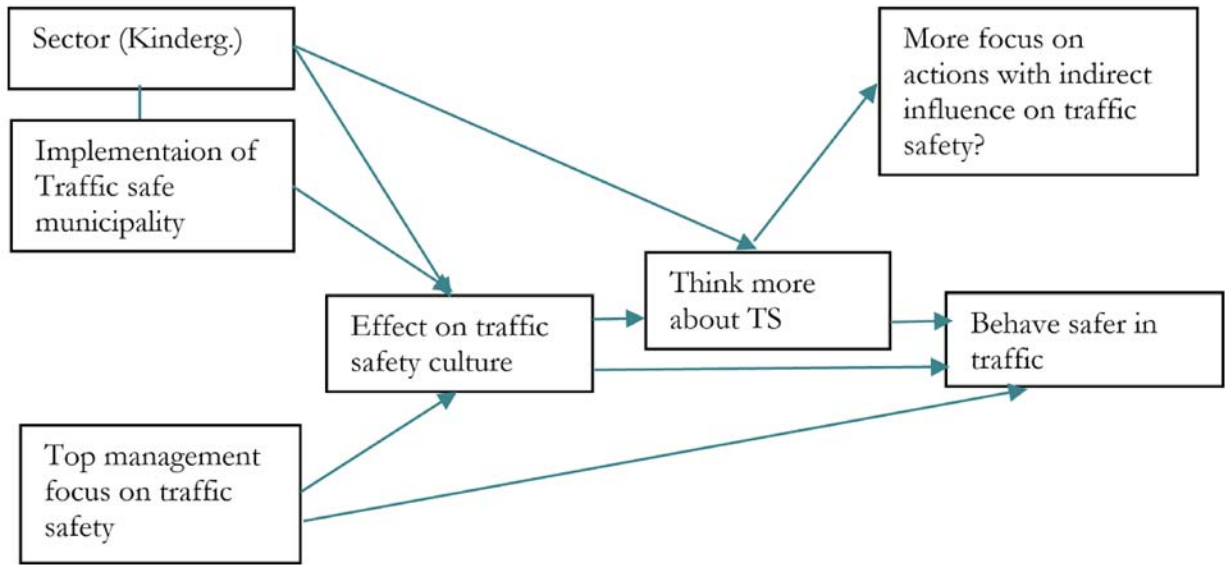 Sector (Kinderg.)
Implementaion of
Traffic safe
municipality
More focus on
actions with indirect
influence on traffic
safety?
Think more
about TS
Effect on traffic
safety culture
Behave safer in
traffic
Top management
focus on traffic
safety